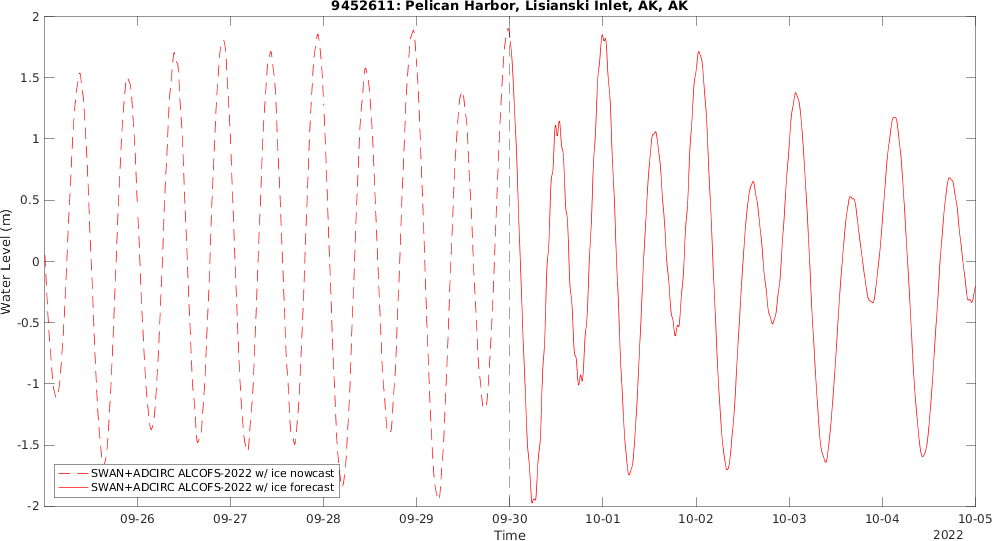 9452611: Pelican Harbor, Lisianski Inlet, AK, AK
Water Level (m)
2
1.5
1
0.5
0
-0.5
-1
-1.5
-2
SWAN+ADCIRC ALCOFS-2022 w/ ice nowcast
SWAN+ADCIRC ALCOFS-2022 w/ ice forecast
09-26 09-27 09-28 09-29 09-30 10-01 10-02 10-03 10-04 10-05
Time
2022